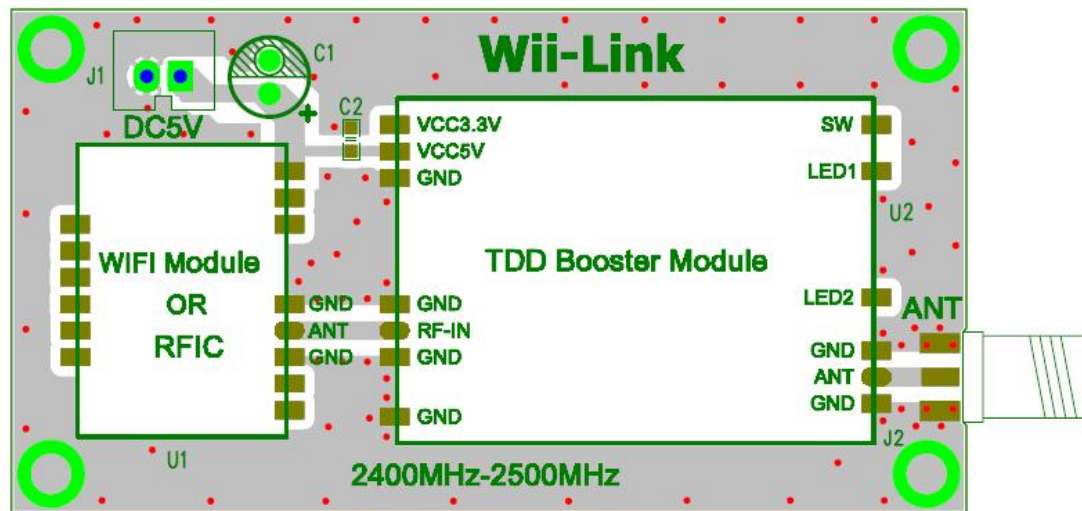 Wii-Link
J1
C1
+
DC5V
C2
VCC3.3V
VCC5V
GND
SW
LED1
U2
WIFI Module
OR
RFIC
TDD Booster Module
GND
ANT
GND
GND
RF-IN
GND
GND
LED2
ANT
GND
ANT
GND
J2
U1
2400MHz-2500MHz